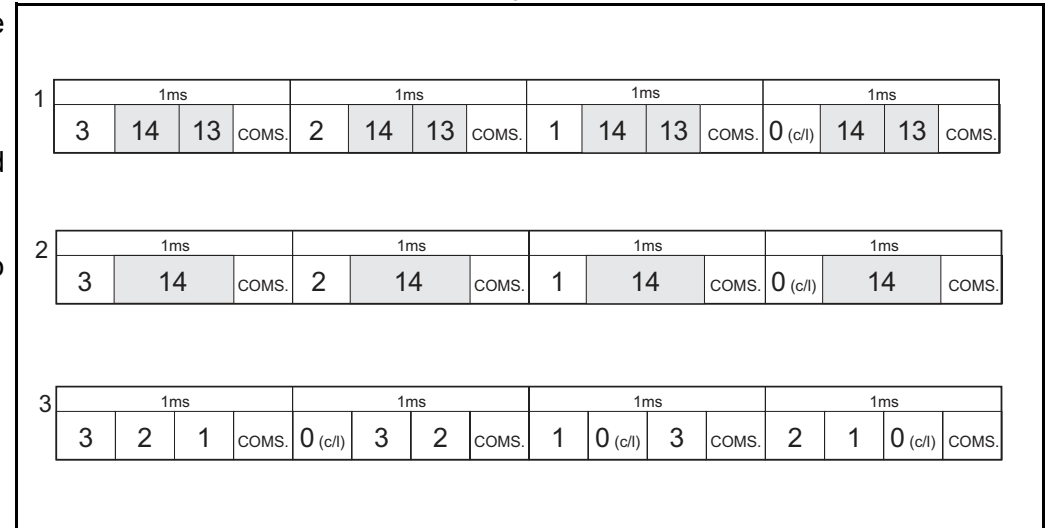 e
d
o
1
1ms 1ms 1ms 1ms
3 14 13 COMS. 2 14 13 COMS. 1 14 13 COMS. 0 (c/l) 14 13 COMS.
2
1ms 1ms 1ms 1ms
3 14 COMS. 2 14 COMS. 1 14 COMS. 0 (c/l) 14 COMS.
3
1ms 1ms 1ms 1ms
3 2 1 COMS. 0 (c/l) 3 2 COMS. 1 0 (c/l) 3 COMS. 2 1 0 (c/l) COMS.